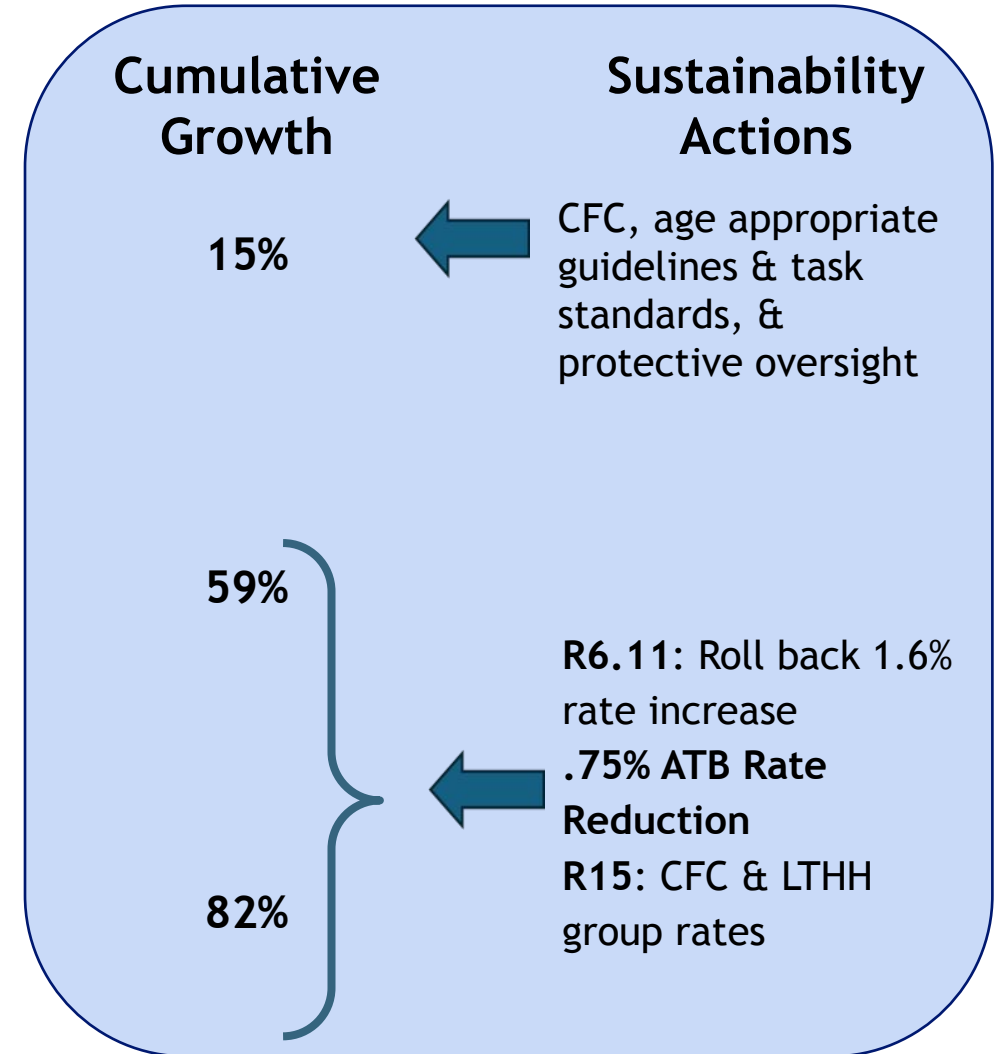 Cumulative
Growth
Sustainability
Actions
15%
CFC, age appropriate
guidelines & task
standards, &
protective oversight
59%
82%
R6.11: Roll back 1.6%
rate increase
.75% ATB Rate
Reduction
R15: CFC & LTHH
group rates